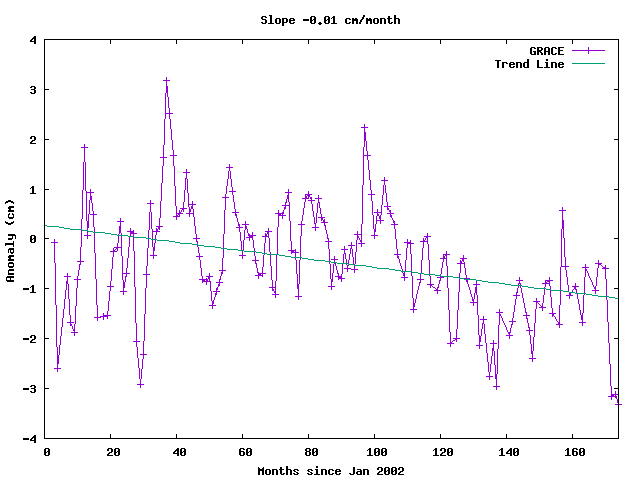 Slope -0.01 cm/month
GRACE
Trend Line
Anomaly (cm)
4
3
2
1
0
-1
-2
-3
-4
0 20 40 60 80 100 120 140 160
Months since Jan 2002